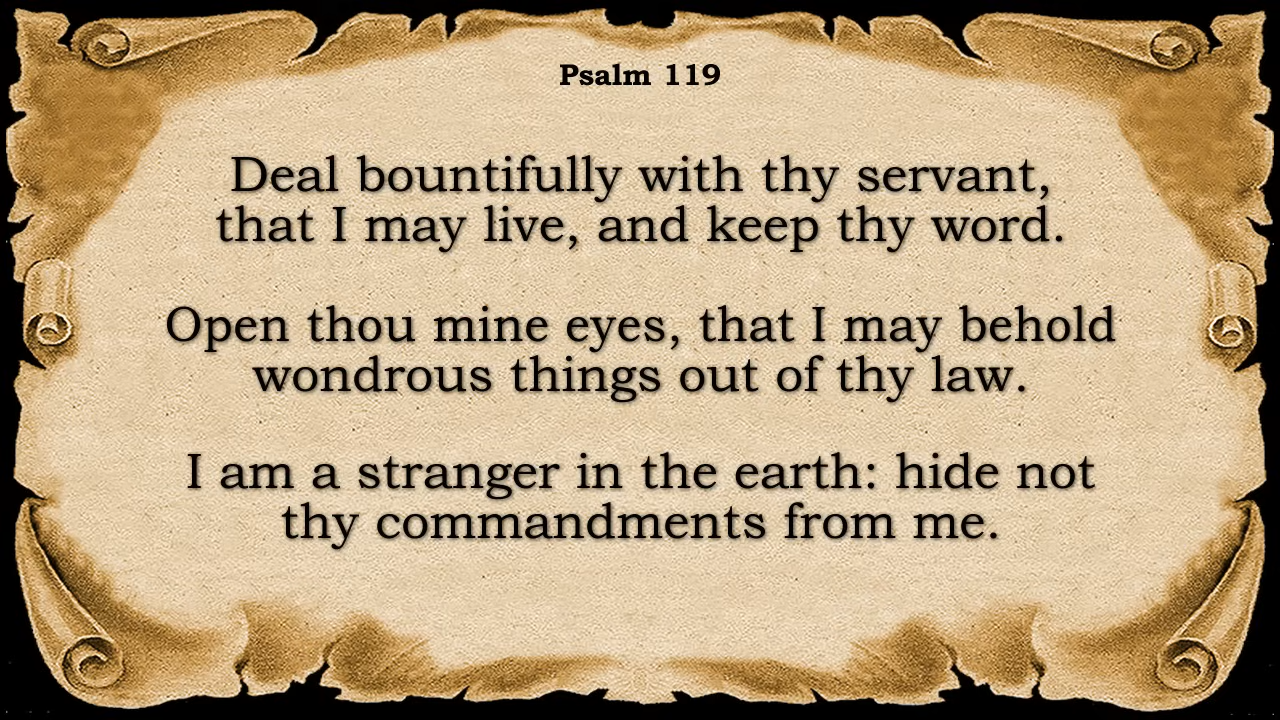 Psalm 119
Deal bountifully with thy servant,
that I may live, and keep thy word.
Open thou mine eyes, that I may behold
wondrous things out of thy law.
I am a stranger in the earth: hide not
thy commandments from me.